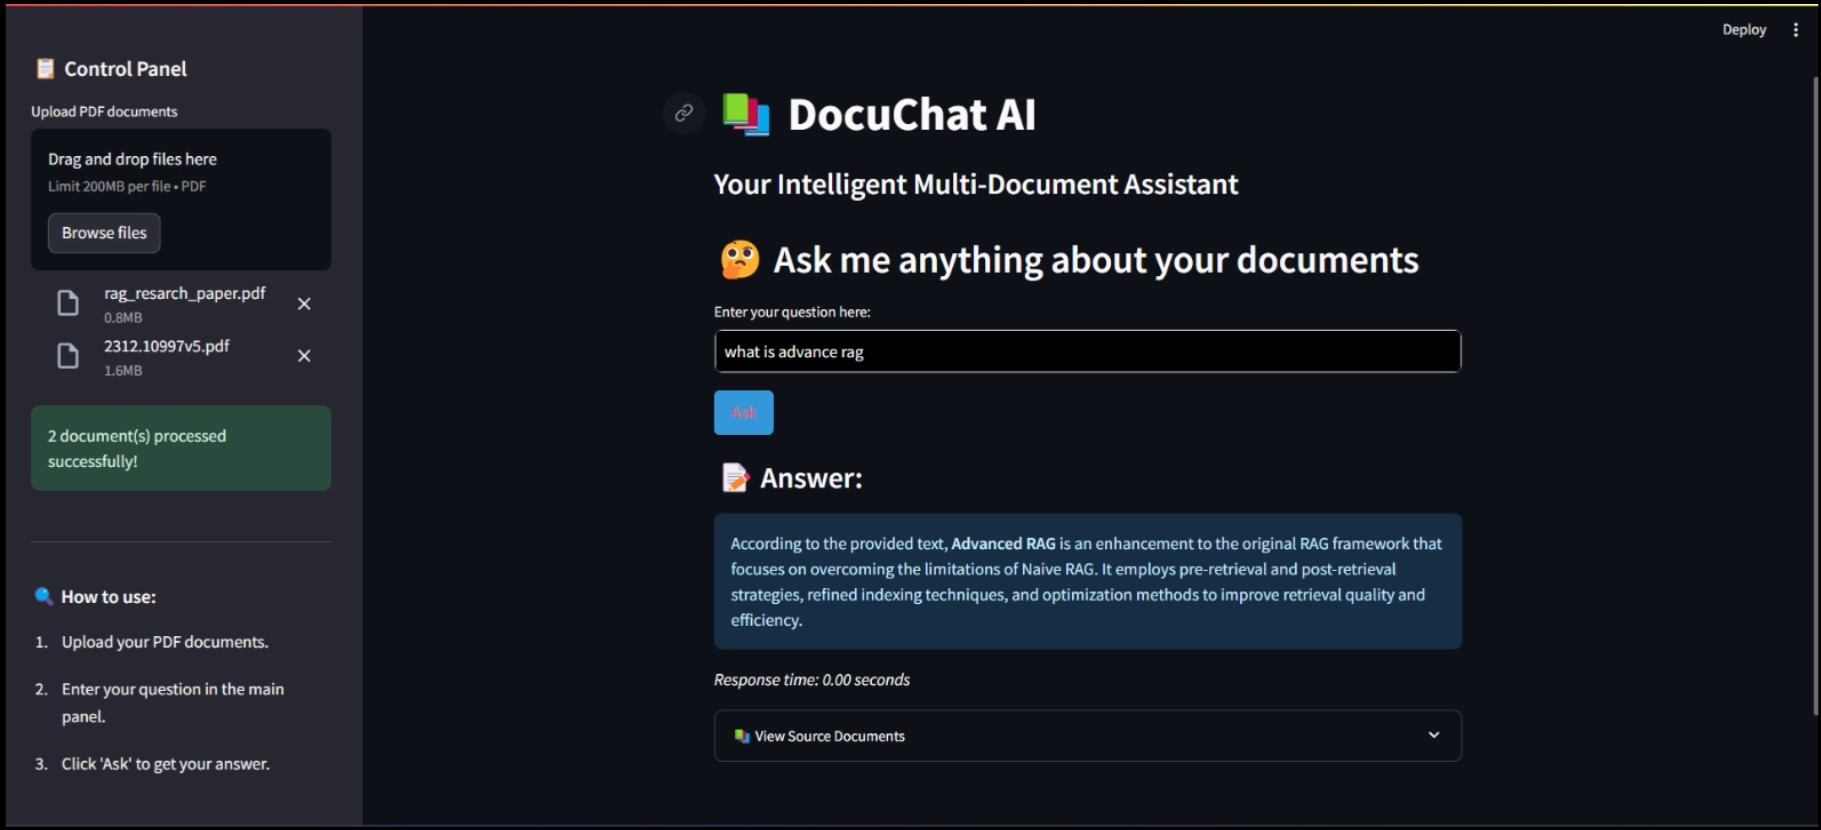 Deploy
Control Panel
Upload PDF documents
Drag and drop files here
Limit 200MB per file • PDF
Browse files
rag_resarch_paper.pdf
0.8MB
2312.10997v5.pdf
1.6MB
2 document(s) processed
successfully!
How to use:
1. Upload your PDF documents.
2. Enter your question in the main
panel.
3. Click 'Ask' to get your answer.
DocuChat AI
Your Intelligent Multi-Document Assistant
Ask me anything about your documents
Enter your question here:
what is advance rag
Ask
Answer:
According to the provided text, Advanced RAG is an enhancement to the original RAG framework that
focuses on overcoming the limitations of Naive RAG. It employs pre-retrieval and post-retrieval
strategies, refined indexing techniques, and optimization methods to improve retrieval quality and
efficiency.
Response time: 0.00 seconds
View Source Documents